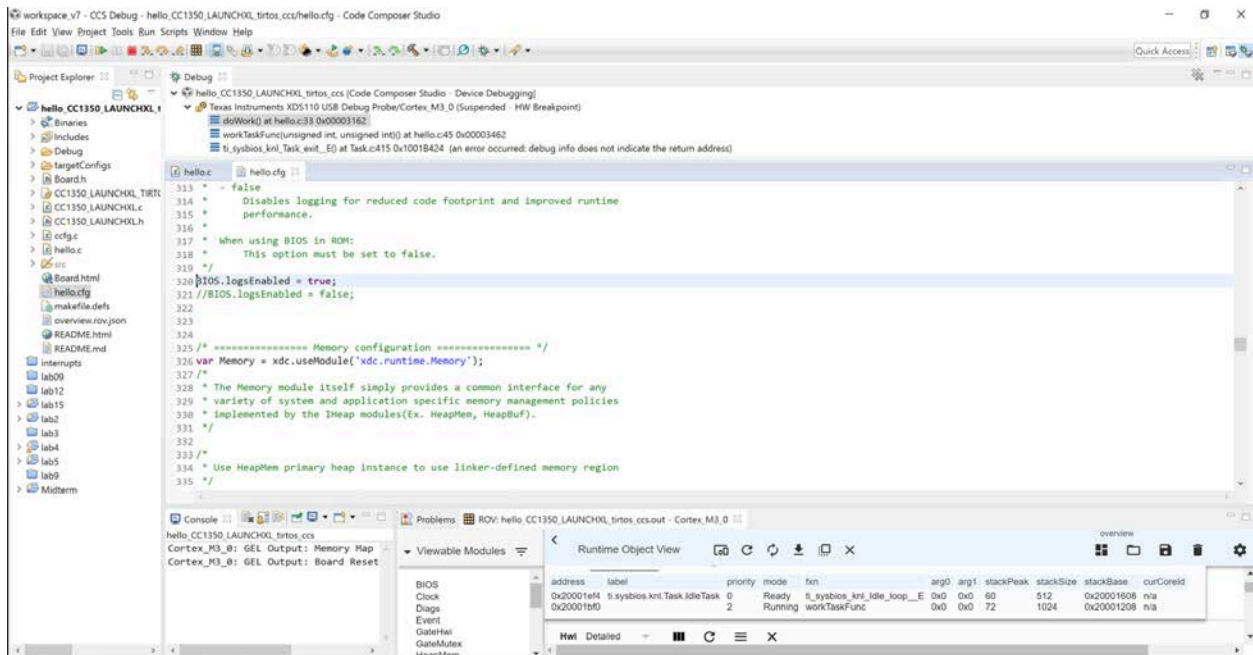 workspace_v7 - CCS Debug - hello_CC1350_LAUNCHXL_tirtos_ccs/hello.cfg - Code Composer Studio
File Edit View Project Tools Run Scripts Window Help
Quick Access
Project Explorer
hello_CC1350_LAUNCHXL_t
Binaries
Includes
Debug
targetConfigs
Board.h
CC1350_LAUNCHXL_TIRTO
CC1350_LAUNCHXL.c
CC1350_LAUNCHXL.h
ccfg.c
hello.c
src
Board.html
hello.cfg
makefile.defs
overview.rov.json
README.html
README.md
interrupts
lab09
lab12
lab15
lab2
lab3
lab4
lab5
lab9
Midterm
Debug
hello_CC1350_LAUNCHXL_tirtos_ccs [Code Composer Studio - Device Debugging]
Texas Instruments XDS110 USB Debug Probe/Cortex_M3_0 (Suspended - HW Breakpoint)
doWork() at hello.c:33 0x00003162
workTaskFunc(unsigned int, unsigned int)() at hello.c:45 0x00003462
ti_sysbios_knl_Task_exit__E() at Task.c:415 0x1001B424 (an error occurred: debug info does not indicate the return address)
hello.c hello.cfg
313 * - false
314 * Disables logging for reduced code footprint and improved runtime
315 * performance.
316 *
317 * When using BIOS in ROM:
318 * This option must be set to false.
319 */
320 BIOS.logsEnabled = true;
321 //BIOS.logsEnabled = false;
322
323
324
325 /* ================ Memory configuration ================ */
326 var Memory = xdc.useModule('xdc.runtime.Memory');
327 /*
328 * The Memory module itself simply provides a common interface for any
329 * variety of system and application specific memory management policies
330 * implemented by the IHeap modules(Ex. HeapMem, HeapBuf).
331 */
332
333 /*
334 * Use HeapMem primary heap instance to use linker-defined memory region
335 */
Console
hello_CC1350_LAUNCHXL_tirtos_ccs
Cortex_M3_0: GEL Output: Memory Map
Cortex_M3_0: GEL Output: Board Reset
Problems ROV: hello_CC1350_LAUNCHXL_tirtos_ccs.out - Cortex_M3_0
Viewable Modules
BIOS
Clock
Diags
Event
GateHwi
GateMutex
HeapMem
Runtime Object View
overview
address label priority mode fxn arg0 arg1 stackPeak stackSize stackBase curCoreId
0x20001ef4 ti.sysbios.knl.Task.IdleTask 0 Ready ti_sysbios_knl_Idle_loop__E 0x0 0x0 60 512 0x20001608 n/a
0x20001bf0 2 Running workTaskFunc 0x0 0x0 72 1024 0x20001208 n/a
Hwi Detailed